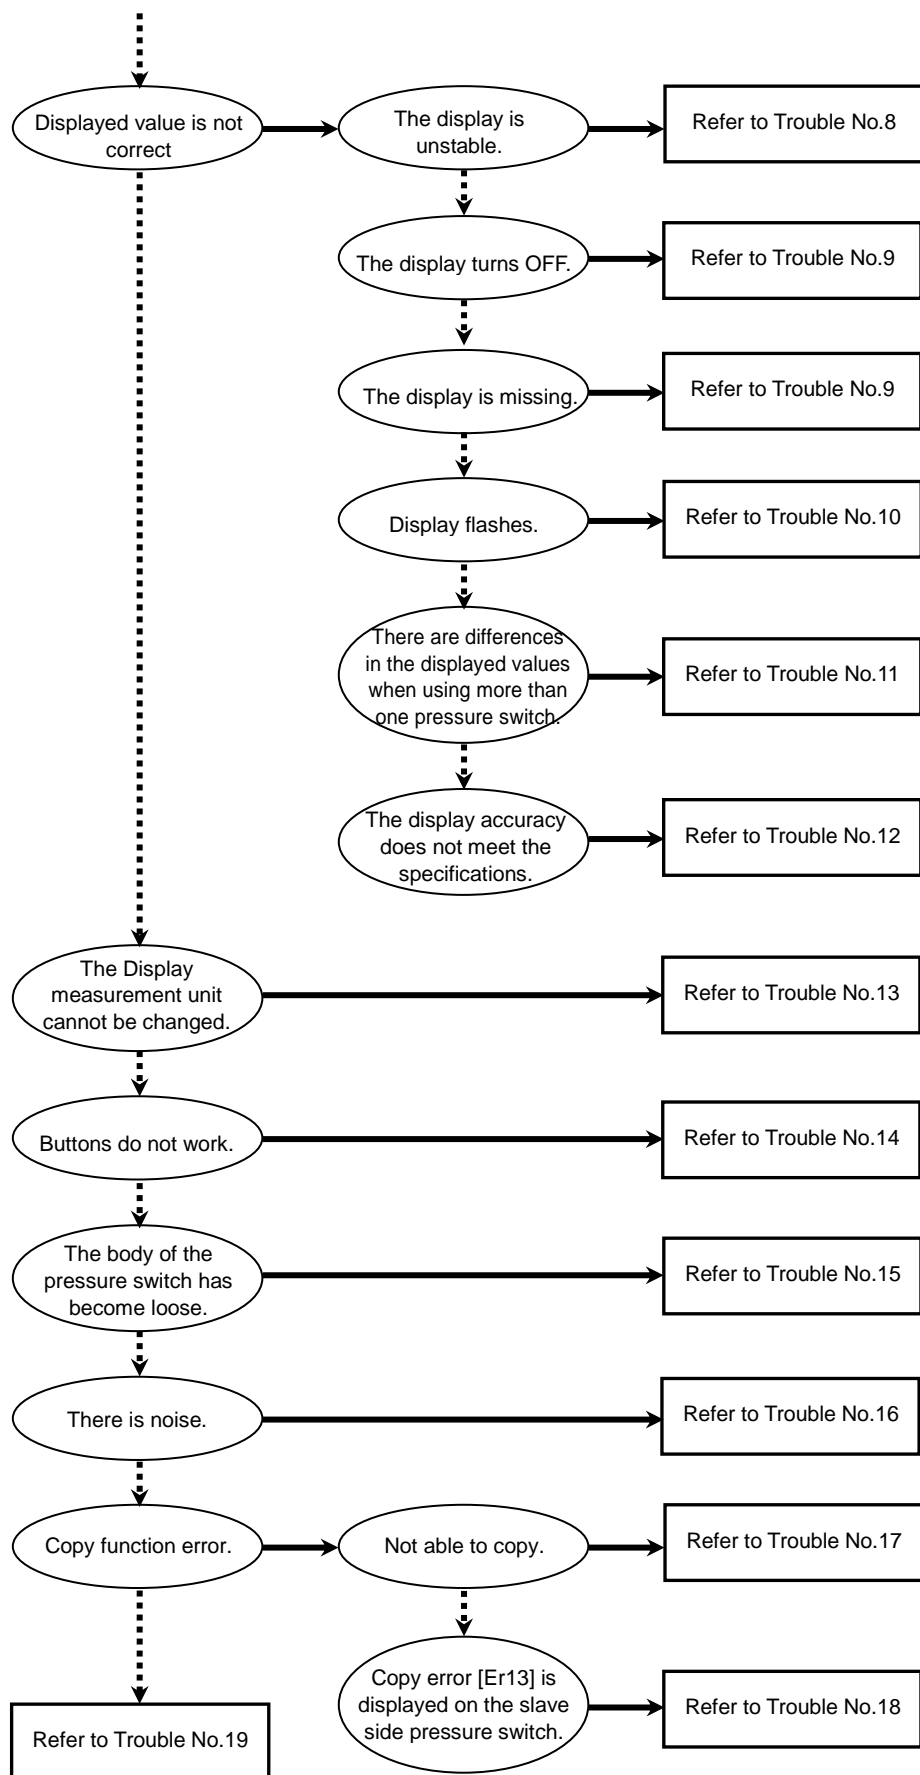 Displayed value is not
correct
The display is
unstable.
Refer to Trouble No.8
The display turns OFF.
Refer to Trouble No.9
The display is missing.
Refer to Trouble No.9
Display flashes.
Refer to Trouble No.10
There are differences
in the displayed values
when using more than
one pressure switch.
Refer to Trouble No.11
The display accuracy
does not meet the
specifications.
Refer to Trouble No.12
The Display
measurement unit
cannot be changed.
Refer to Trouble No.13
Buttons do not work.
Refer to Trouble No.14
The body of the
pressure switch has
become loose.
Refer to Trouble No.15
There is noise.
Refer to Trouble No.16
Copy function error.
Not able to copy.
Refer to Trouble No.17
Copy error [Er13] is
displayed on the slave
side pressure switch.
Refer to Trouble No.18
Refer to Trouble No.19